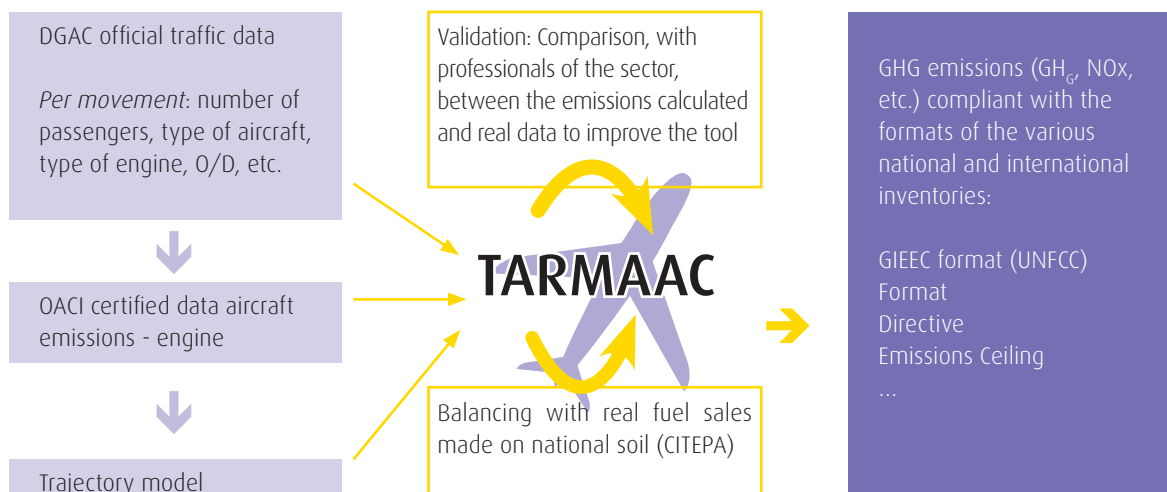 DGAC official traffic data
Per movement: number of
passengers, type of aircraft,
type of engine, O/D, etc.
OACI certified data aircraft
emissions - engine
Trajectory model
Validation: Comparison, with
professionals of the sector,
between the emissions calculated
and real data to improve the tool
TARMAAC
Balancing with real fuel sales
made on national soil (CITEPA)
GHG emissions (GHG, NOx,
etc.) compliant with the
formats of the various
national and international
inventories:
GIEEC format (UNFCC)
Format
Directive
Emissions Ceiling
...